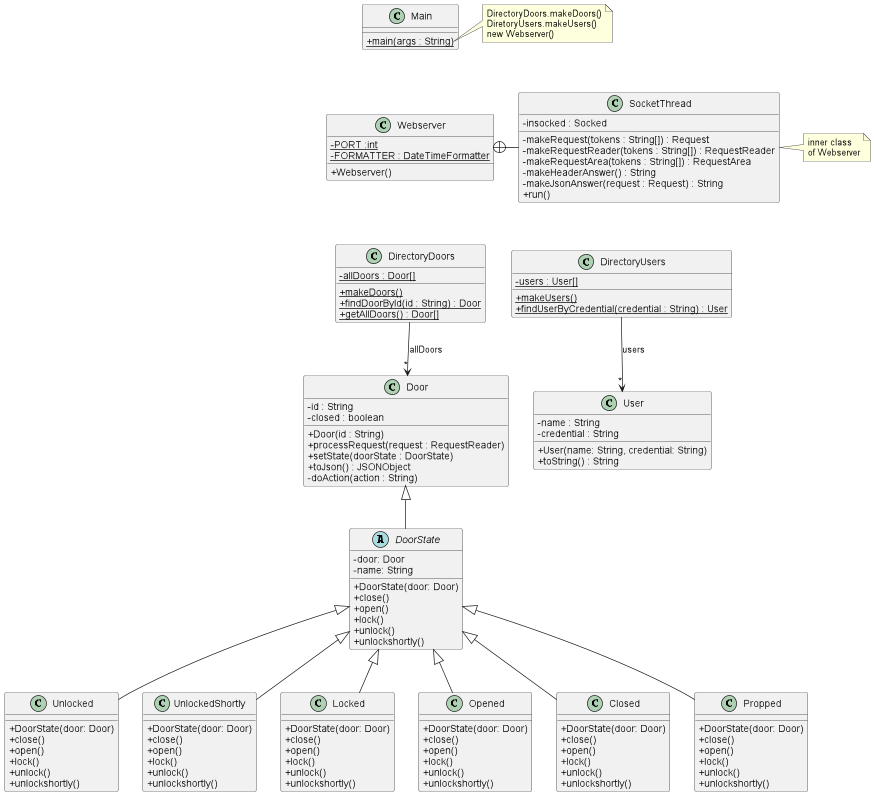 C Main
+main(args : String)
DirectoryDoors.makeDoors()
DiretoryUsers.makeUsers()
new Webserver()
C Webserver
-PORT :int
-FORMATTER : DateTimeFormatter
+Webserver()
C SocketThread
-insocked : Socked
-makeRequest(tokens : String[]) : Request
-makeRequestReader(tokens : String[]) : RequestReader
-makeRequestArea(tokens : String[]) : RequestArea
-makeHeaderAnswer() : String
-makeJsonAnswer(request : Request) : String
+run()
inner class
of Webserver
C DirectoryDoors
-allDoors : Door[]
+makeDoors()
+findDoorById(id : String) : Door
+getAllDoors() : Door[]
C DirectoryUsers
-users : User[]
+makeUsers()
+findUserByCredential(credential : String) : User
allDoors
*
users
*
C Door
-id : String
-closed : boolean
+Door(id : String)
+processRequest(request : RequestReader)
+setState(doorState : DoorState)
+toJson() : JSONObject
-doAction(action : String)
C User
-name : String
-credential : String
+User(name: String, credential: String)
+toString() : String
A DoorState
-door: Door
-name: String
+DoorState(door: Door)
+close()
+open()
+lock()
+unlock()
+unlockshortly()
C Unlocked
+DoorState(door: Door)
+close()
+open()
+lock()
+unlock()
+unlockshortly()
C UnlockedShortly
+DoorState(door: Door)
+close()
+open()
+lock()
+unlock()
+unlockshortly()
C Locked
+DoorState(door: Door)
+close()
+open()
+lock()
+unlock()
+unlockshortly()
C Opened
+DoorState(door: Door)
+close()
+open()
+lock()
+unlock()
+unlockshortly()
C Closed
+DoorState(door: Door)
+close()
+open()
+lock()
+unlock()
+unlockshortly()
C Propped
+DoorState(door: Door)
+close()
+open()
+lock()
+unlock()
+unlockshortly()